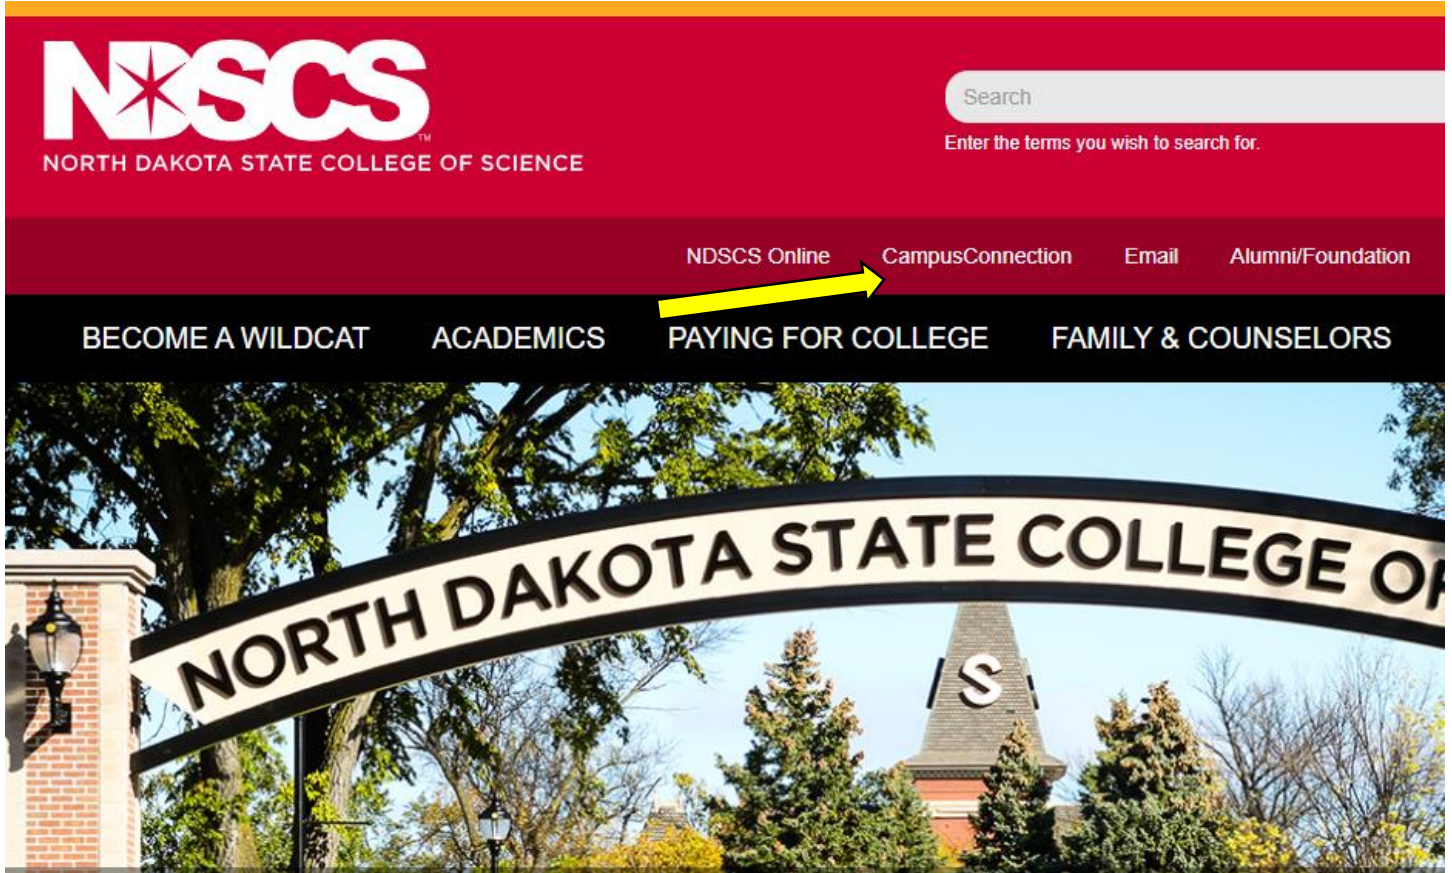 NDSCS™
NORTH DAKOTA STATE COLLEGE OF SCIENCE
Search
Enter the terms you wish to search for.
NDSCS Online CampusConnection Email Alumni/Foundation
BECOME A WILDCAT ACADEMICS PAYING FOR COLLEGE FAMILY & COUNSELORS
NORTH DAKOTA STATE COLLEGE OF
S